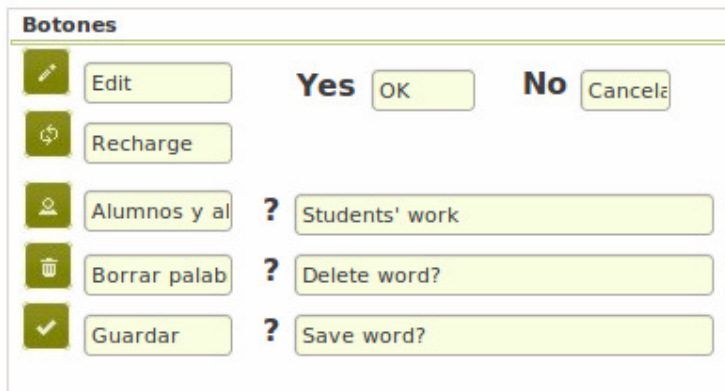 Botones
Edit Yes OK No Cancela
Recharge
Alumnos y al ? Students' work
Borrar palab ? Delete word?
Guardar ? Save word?